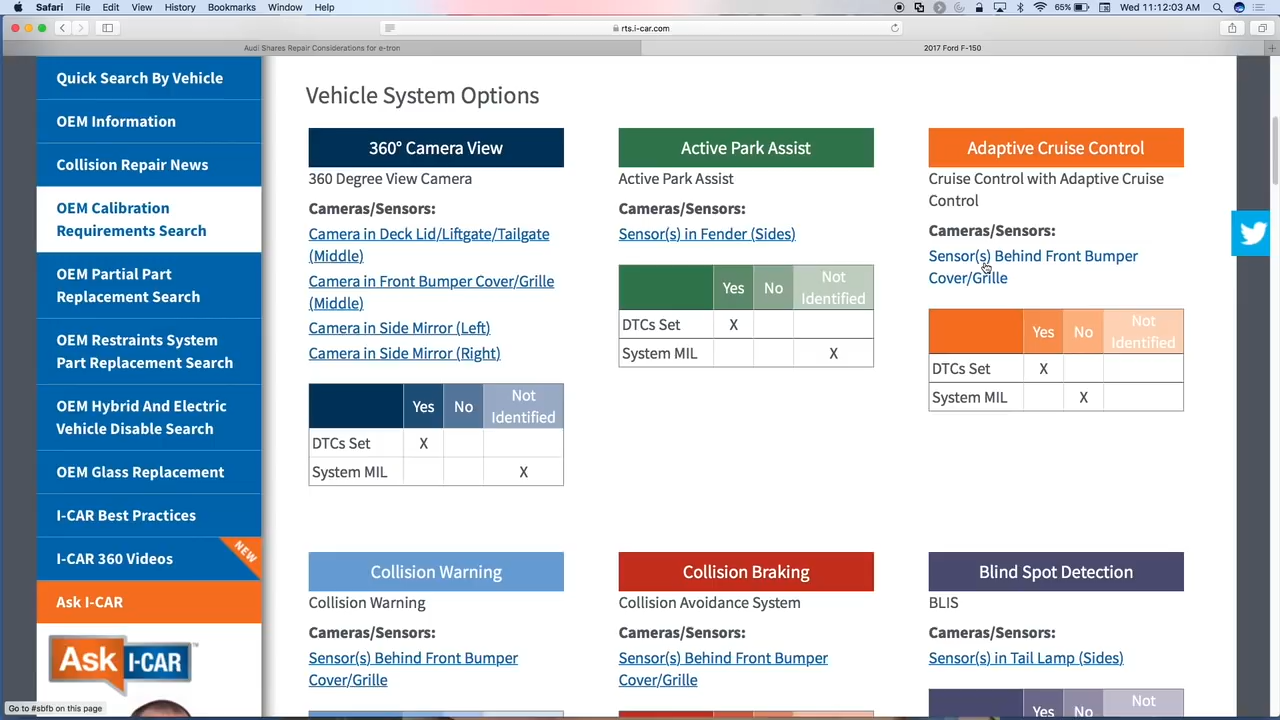 Safari File Edit View History Bookmarks Window Help
65% Wed 11:12:03 AM
rts.i-car.com
Audi Shares Repair Considerations for e-tron
2017 Ford F-150
Quick Search By Vehicle
OEM Information
Collision Repair News
OEM Calibration
Requirements Search
OEM Partial Part
Replacement Search
OEM Restraints System
Part Replacement Search
OEM Hybrid And Electric
Vehicle Disable Search
OEM Glass Replacement
I-CAR Best Practices
I-CAR 360 Videos
NEW
Ask I-CAR
Ask I-CAR™
Vehicle System Options
360° Camera View
360 Degree View Camera
Cameras/Sensors:
Camera in Deck Lid/Liftgate/Tailgate
(Middle)
Camera in Front Bumper Cover/Grille
(Middle)
Camera in Side Mirror (Left)
Camera in Side Mirror (Right)
Yes No Not
Identified
DTCs Set X
System MIL X
Active Park Assist
Active Park Assist
Cameras/Sensors:
Sensor(s) in Fender (Sides)
Yes No Not
Identified
DTCs Set X
System MIL X
Adaptive Cruise Control
Cruise Control with Adaptive Cruise
Control
Cameras/Sensors:
Sensor(s) Behind Front Bumper
Cover/Grille
Yes No Not
Identified
DTCs Set X
System MIL X
Collision Warning
Collision Warning
Cameras/Sensors:
Sensor(s) Behind Front Bumper
Cover/Grille
Collision Braking
Collision Avoidance System
Cameras/Sensors:
Sensor(s) Behind Front Bumper
Cover/Grille
Blind Spot Detection
BLIS
Cameras/Sensors:
Sensor(s) in Tail Lamp (Sides)
Yes No Not
Go to #sbfb on this page